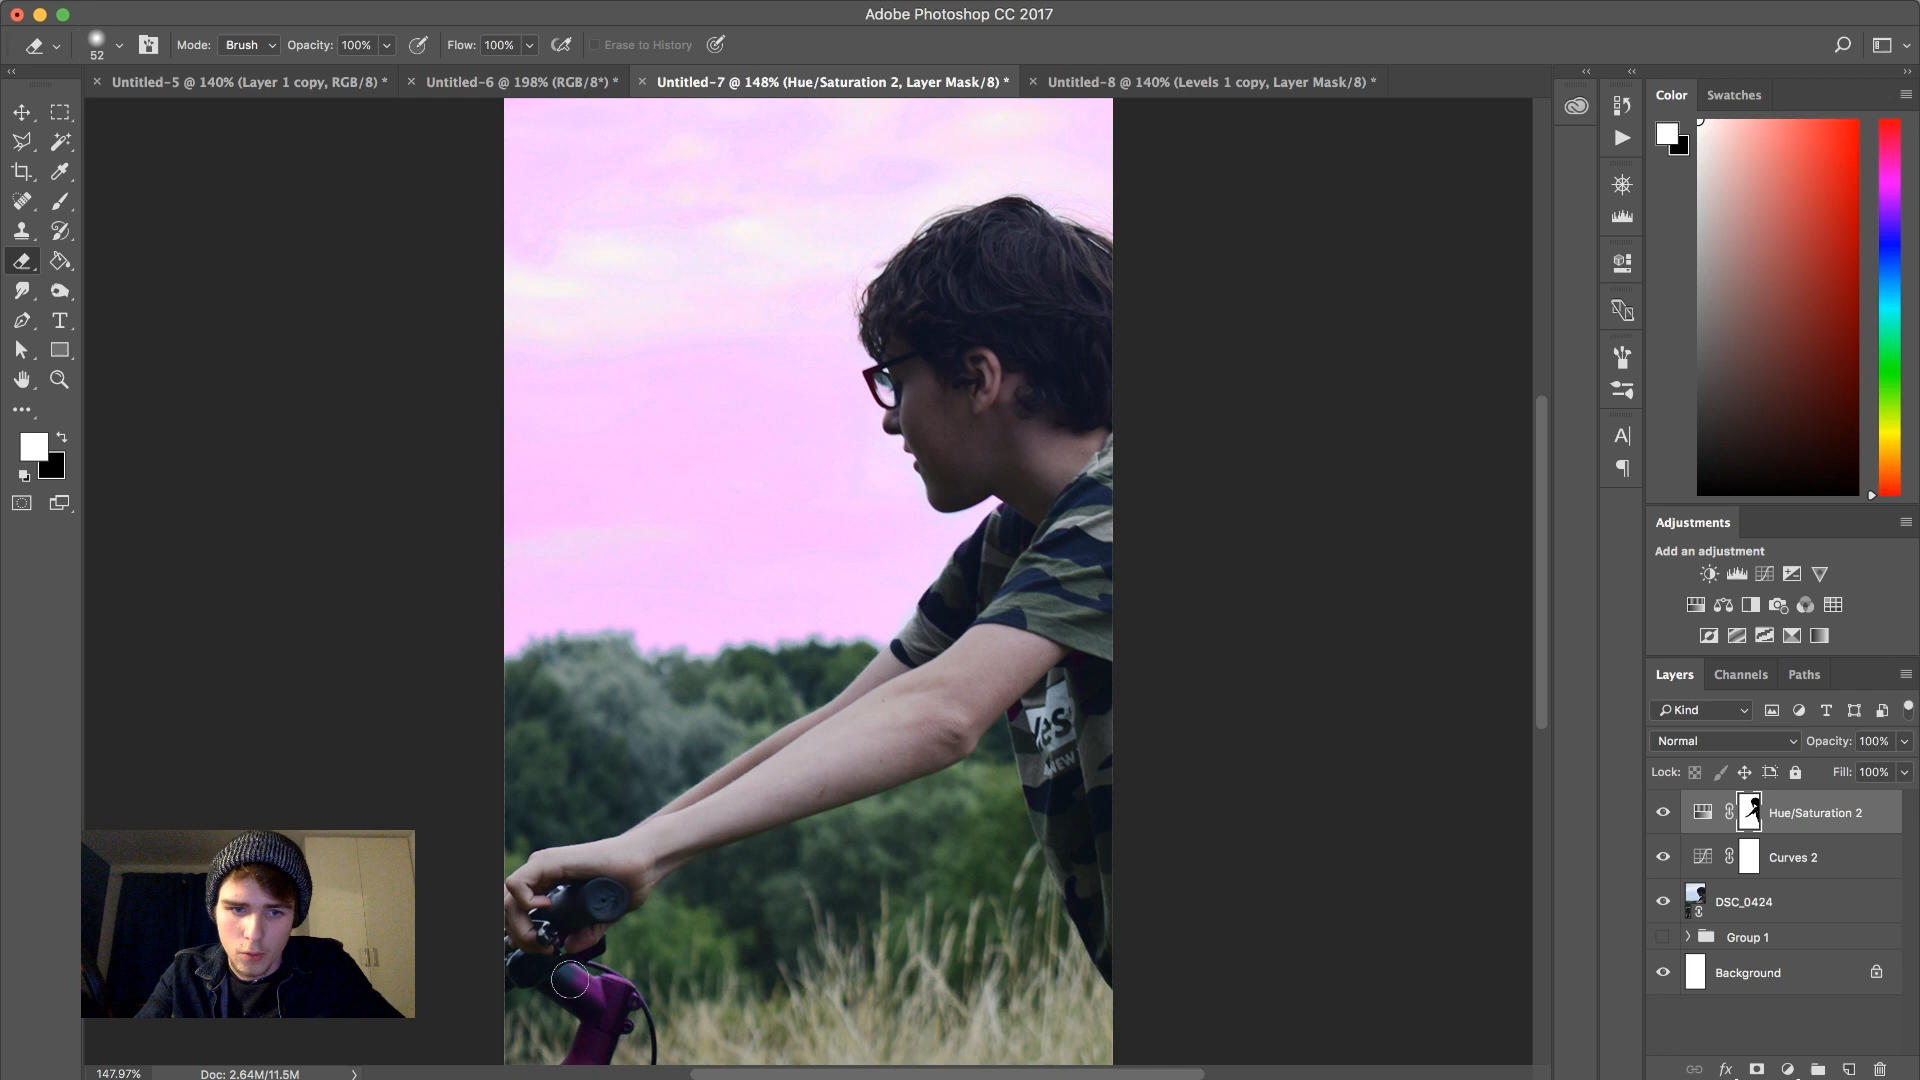 Adobe Photoshop CC 2017
52 Mode: Brush Opacity: 100% Flow: 100% Erase to History
Untitled-5 @ 140% (Layer 1 copy, RGB/8) * Untitled-6 @ 198% (RGB/8*) * Untitled-7 @ 148% (Hue/Saturation 2, Layer Mask/8) * Untitled-8 @ 140% (Levels 1 copy, Layer Mask/8) *
Color Swatches
Adjustments
Add an adjustment
Layers Channels Paths
Kind
Normal Opacity: 100%
Lock: Fill: 100%
Hue/Saturation 2
Curves 2
DSC_0424
Group 1
Background
es
NEW
147.97% Doc: 2.64M/11.5M